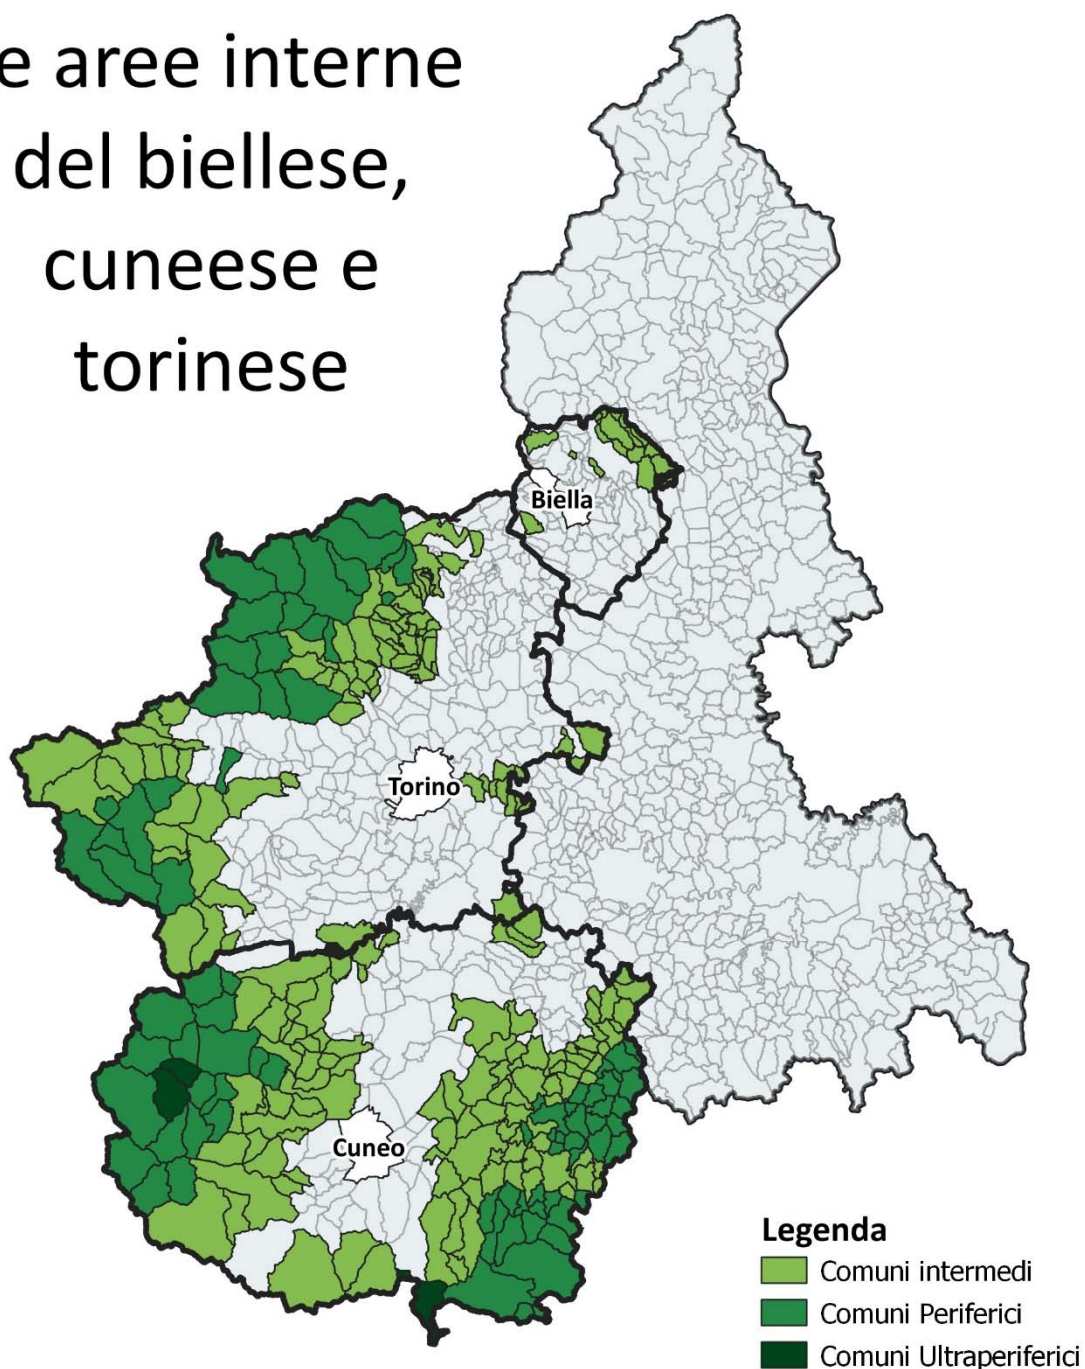 e aree interne
del biellese,
cuneese e
torinese
Biella
Torino
Cuneo
Legenda
Comuni intermedi
Comuni Periferici
Comuni Ultraperiferici